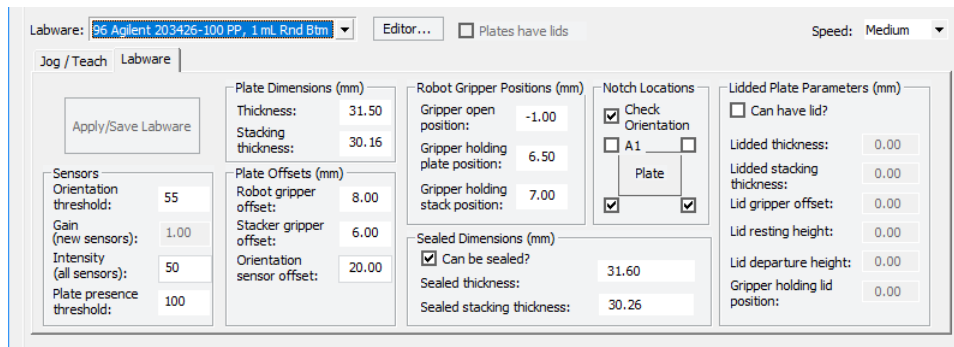 Labware: 96 Agilent 203426-100 PP, 1 mL Rnd Btm Editor... Plates have lids Speed: Medium
Jog / Teach Labware
Apply/Save Labware
Sensors
Orientation
threshold: 55
Gain
(new sensors): 1.00
Intensity
(all sensors): 50
Plate presence
threshold: 100
Plate Dimensions (mm)
Thickness: 31.50
Stacking
thickness: 30.16
Plate Offsets (mm)
Robot gripper
offset: 8.00
Stacker gripper
offset: 6.00
Orientation
sensor offset: 20.00
Robot Gripper Positions (mm)
Gripper open
position: -1.00
Gripper holding
plate position: 6.50
Gripper holding
stack position: 7.00
Notch Locations
Check
Orientation
A1
Plate
Sealed Dimensions (mm)
Can be sealed?
Sealed thickness: 31.60
Sealed stacking thickness: 30.26
Lidded Plate Parameters (mm)
Can have lid?
Lidded thickness: 0.00
Lidded stacking
thickness: 0.00
Lid gripper offset: 0.00
Lid resting height: 0.00
Lid departure height: 0.00
Gripper holding lid
position: 0.00